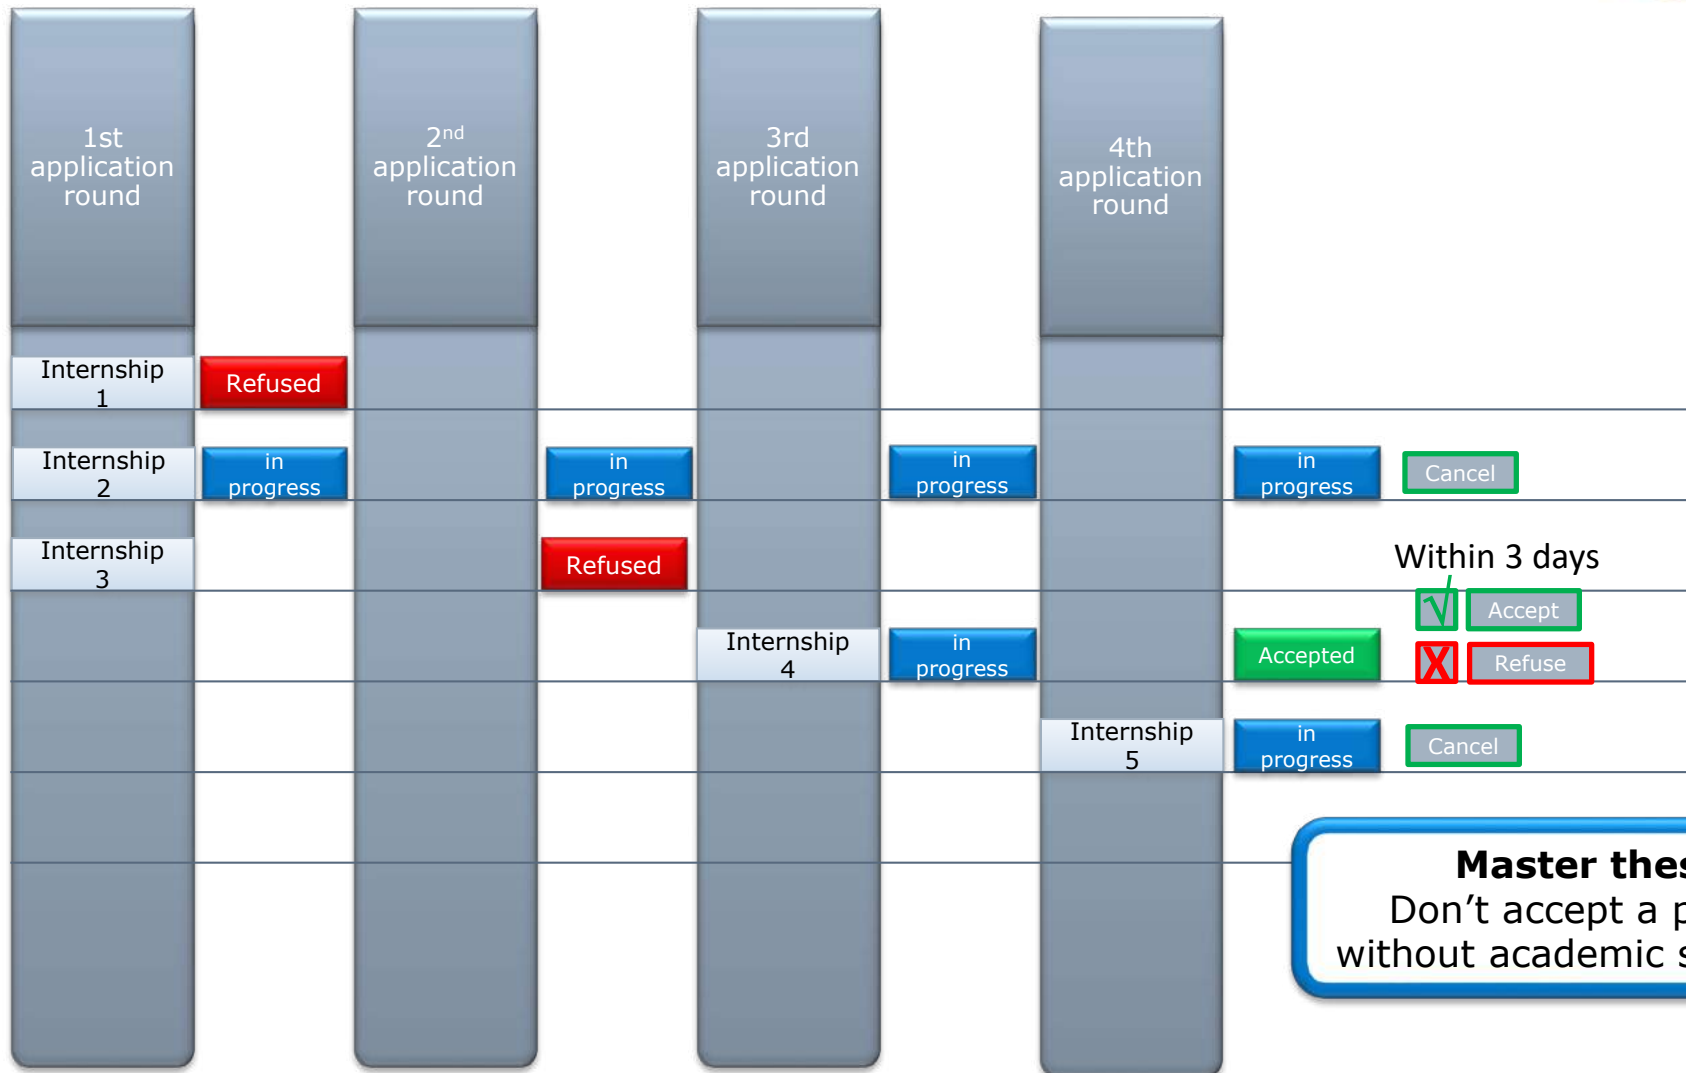 1st
application
round
2nd
application
round
3rd
application
round
4th
application
round
Internship
1
Refused
Internship
2
in
progress
in
progress
in
progress
in
progress
Cancel
Internship
3
Refused
Within 3 days
√ Accept
Internship
4
in
progress
Accepted
X Refuse
Internship
5
in
progress
Cancel
Master thes
Don’t accept a p
without academic s